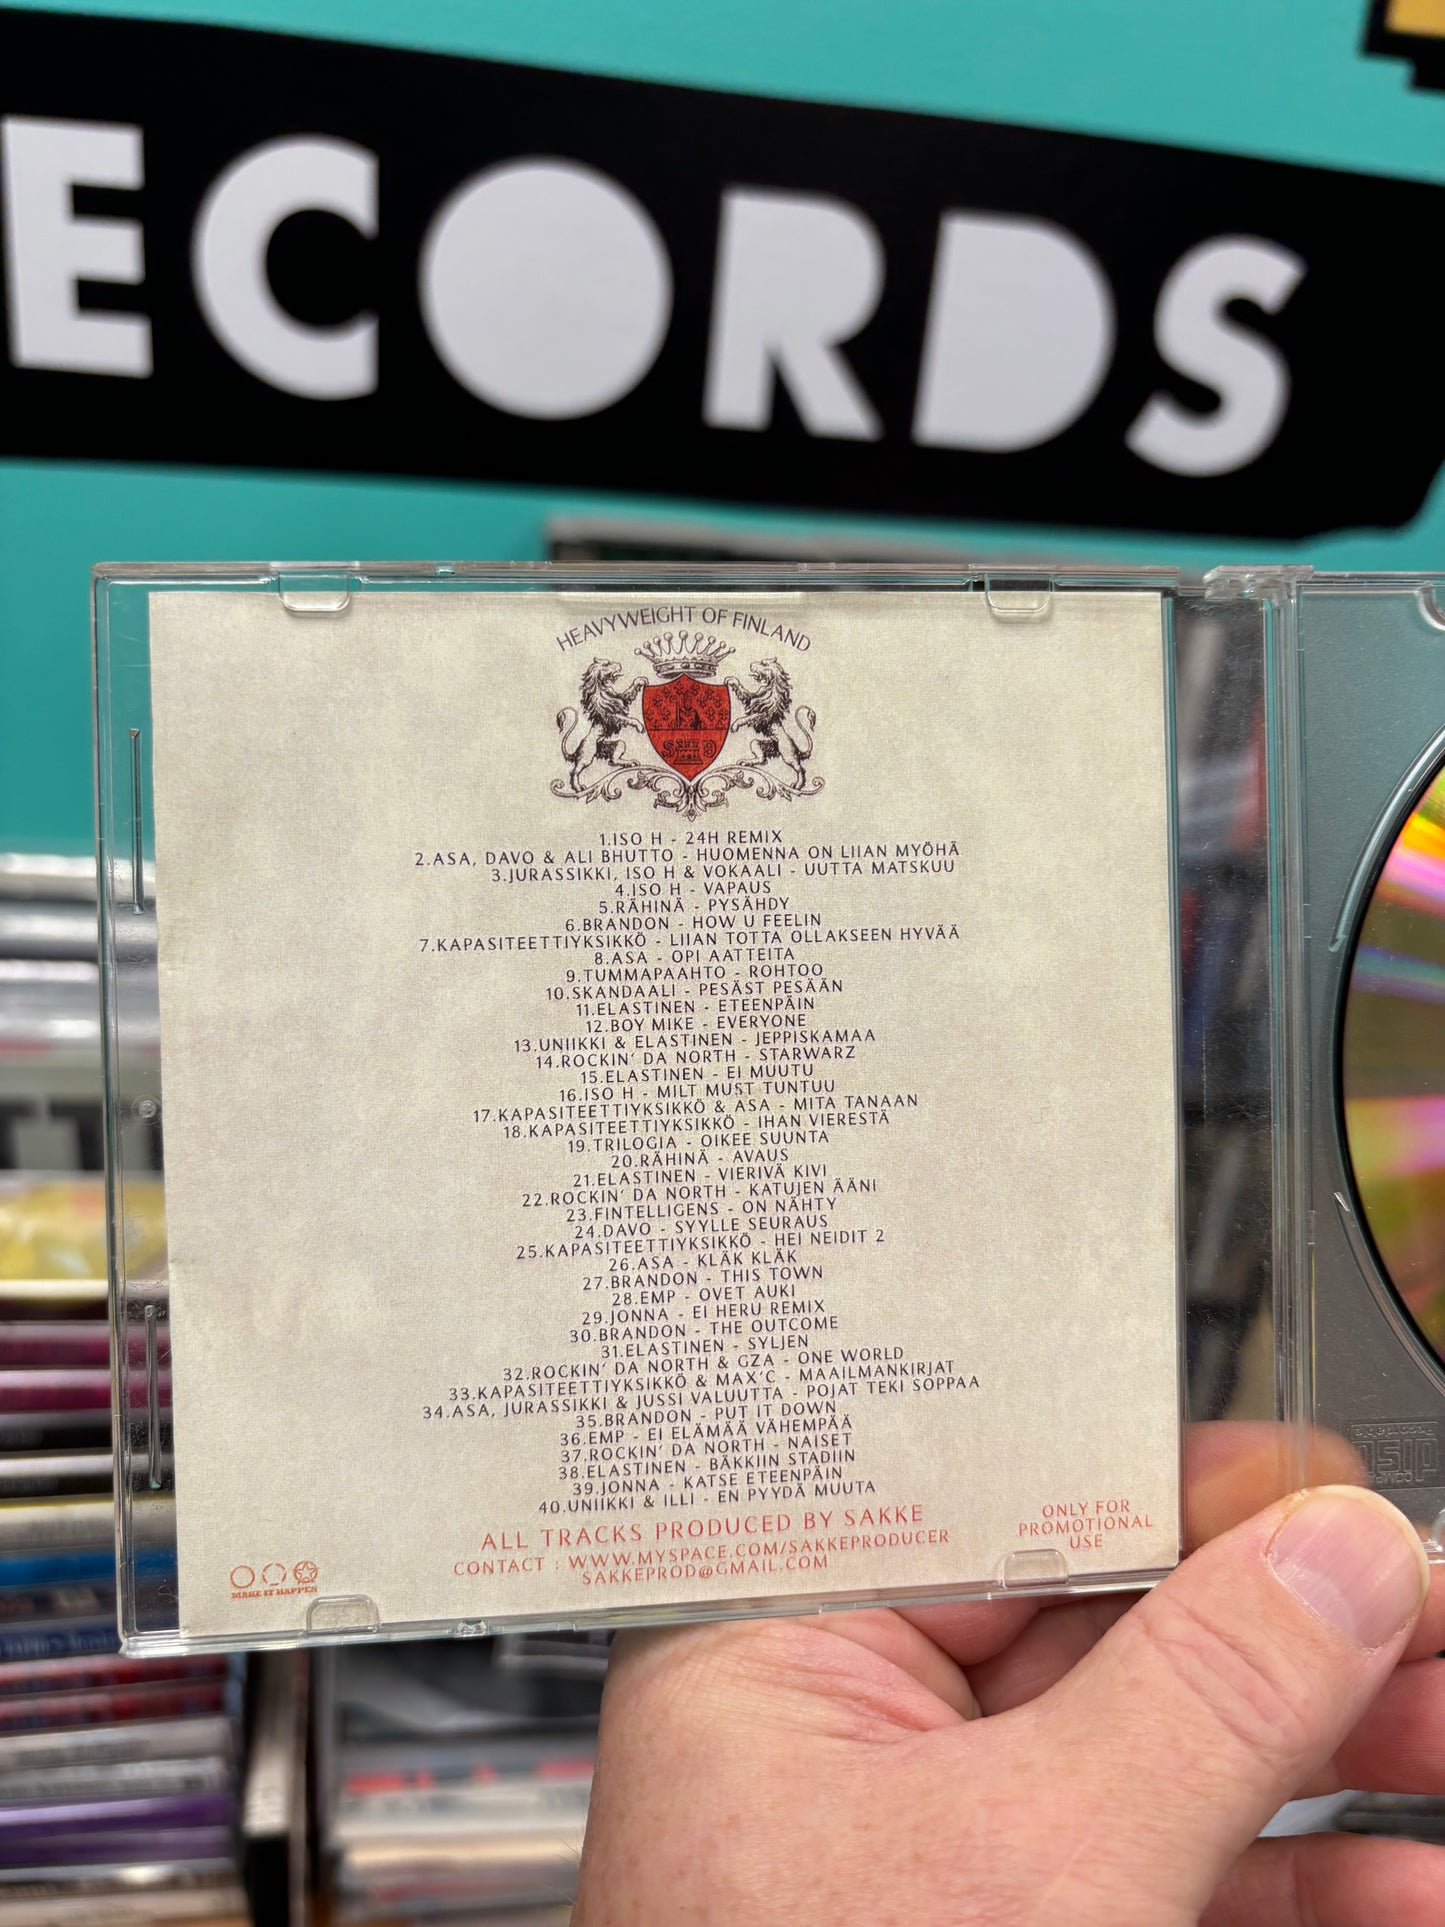 ECORDS
HEAVYWEIGHT OF FINLAND
1.ISO H - 24H REMIX
2.ASA, DAVO & ALI BHUTTO - HUOMENNA ON LIIAN MYÖHÄ
3.JURASSIKKI, ISO H & VOKAALI - UUTTA MATSKUU
4.ISO H - VAPAUS
5.RÄHINÄ - PYSÄHDY
6.BRANDON - HOW U FEELIN
7.KAPASITEETTIYKSIKKÖ - LIIAN TOTTA OLLAKSEEN HYVÄÄ
8.ASA - OPI AATTEITA
9.TUMMAPAAHTO - ROHTOO
10.SKANDAALI - PESÄST PESÄÄN
11.ELASTINEN - ETEENPÄIN
12.BOY MIKE - EVERYONE
13.UNIIKKI & ELASTINEN - JEPPISKAMAA
14.ROCKIN' DA NORTH - STARWARZ
15.ELASTINEN - EI MUUTU
16.ISO H - MILT MUST TUNTUU
17.KAPASITEETTIYKSIKKÖ & ASA - MITA TANAAN
18.KAPASITEETTIYKSIKKÖ - IHAN VIERESTÄ
19.TRILOGIA - OIKEE SUUNTA
20.RÄHINÄ - AVAUS
21.ELASTINEN - VIERIVÄ KIVI
22.ROCKIN' DA NORTH - KATUJEN ÄÄNI
23.FINTELLIGENS - ON NÄHTY
24.DAVO - SYYLLE SEURAUS
25.KAPASITEETTIYKSIKKÖ - HEI NEIDIT 2
26.ASA - KLÄK KLÄK
27.BRANDON - THIS TOWN
28.EMP - OVET AUKI
29.JONNA - EI HERU REMIX
30.BRANDON - THE OUTCOME
31.ELASTINEN - SYLJEN
32.ROCKIN' DA NORTH & GZA - ONE WORLD
33.KAPASITEETTIYKSIKKÖ & MAX'C - MAAILMANKIRJAT
34.ASA, JURASSIKKI & JUSSI VALUUTTA - POJAT TEKI SOPPAA
35.BRANDON - PUT IT DOWN
36.EMP - EI ELÄMÄÄ VÄHEMPÄÄ
37.ROCKIN' DA NORTH - NAISET
38.ELASTINEN - BÄKKIIN STADIIN
39.JONNA - KATSE ETEENPÄIN
40.UNIIKKI & ILLI - EN PYYDÄ MUUTA
ALL TRACKS PRODUCED BY SAKKE
CONTACT : WWW.MYSPACE.COM/SAKKEPRODUCER
SAKKEPROD@GMAIL.COM
ONLY FOR
PROMOTIONAL
USE
MAKE IT HAPPEN